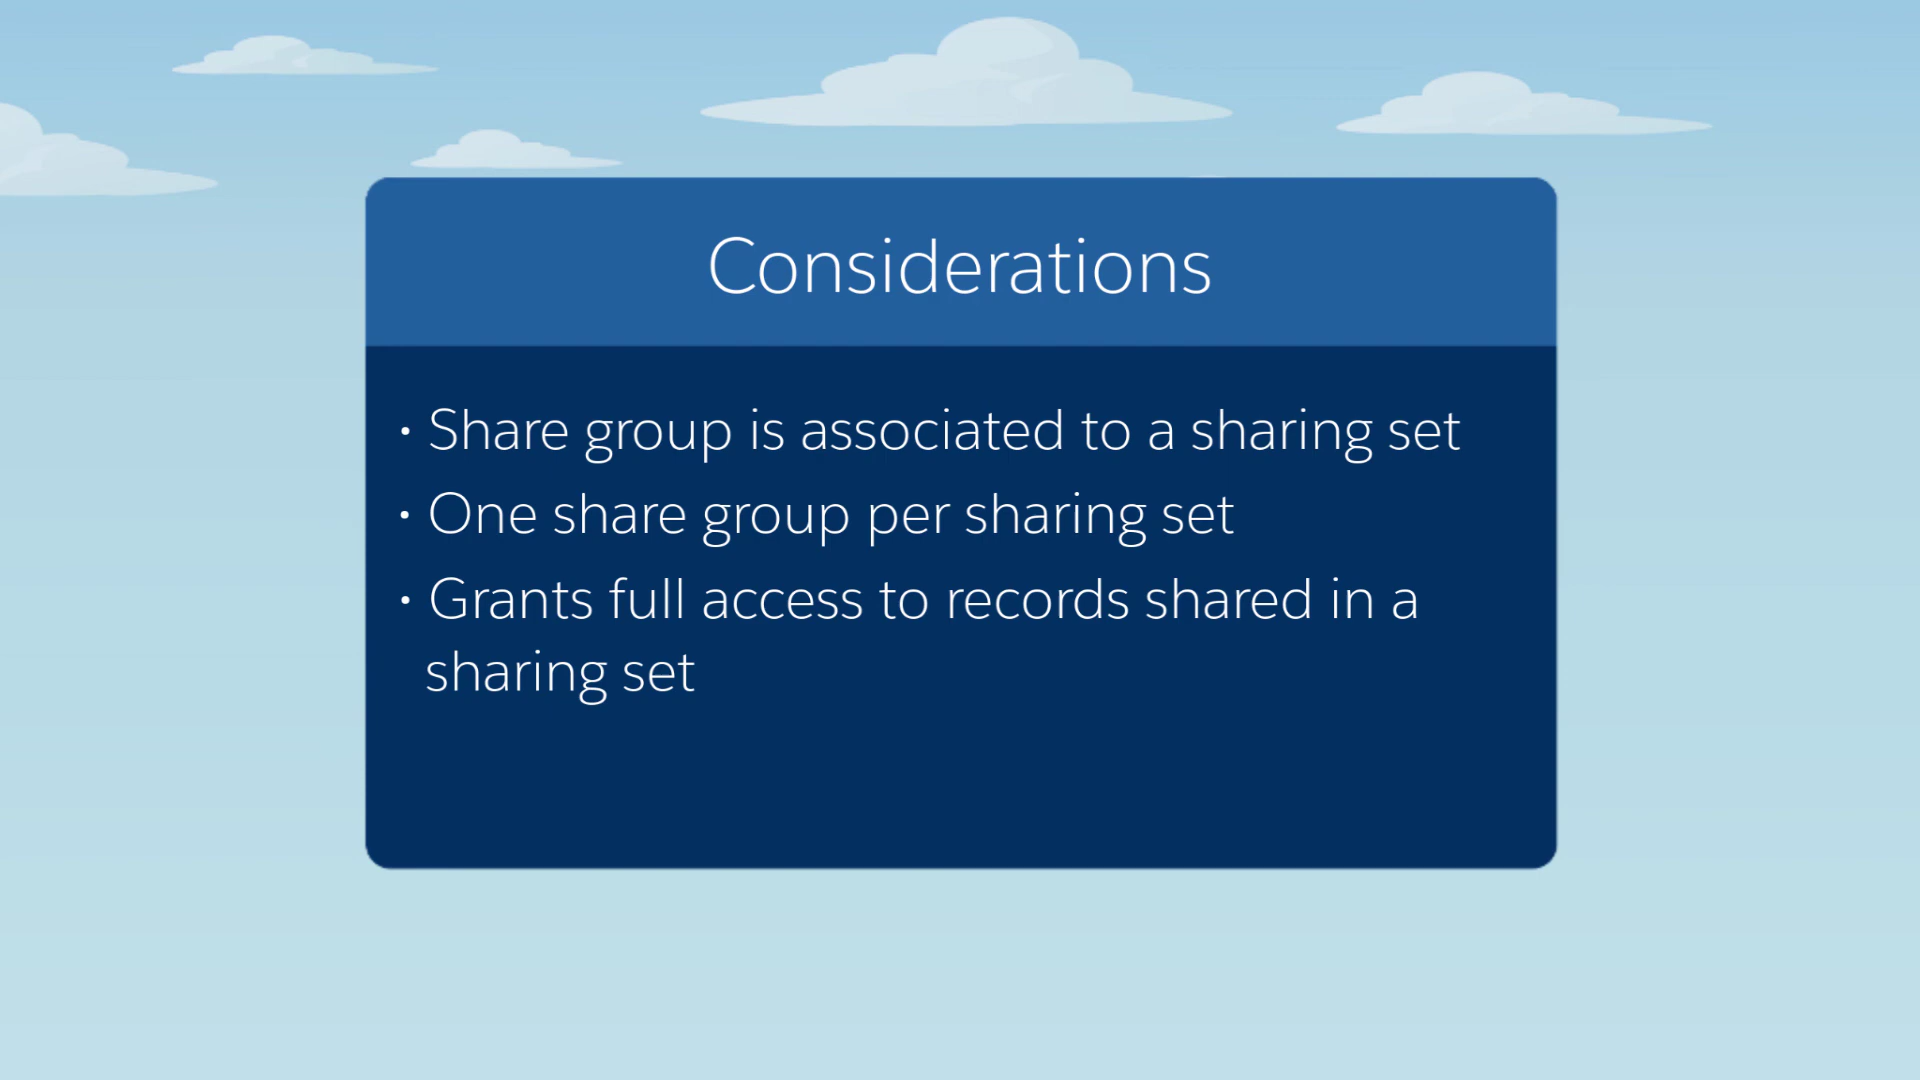 Considerations
• Share group is associated to a sharing set
• One share group per sharing set
• Grants full access to records shared in a
sharing set